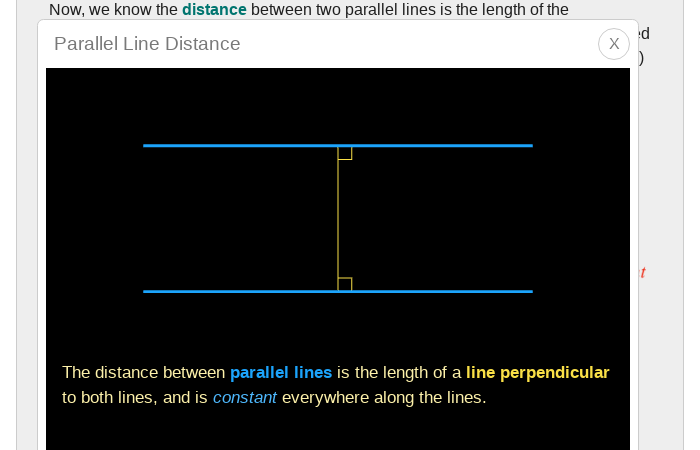 Now, we know the distance between two parallel lines is the length of the
Parallel Line Distance
X
ed
)
t
The distance between parallel lines is the length of a line perpendicular
to both lines, and is constant everywhere along the lines.